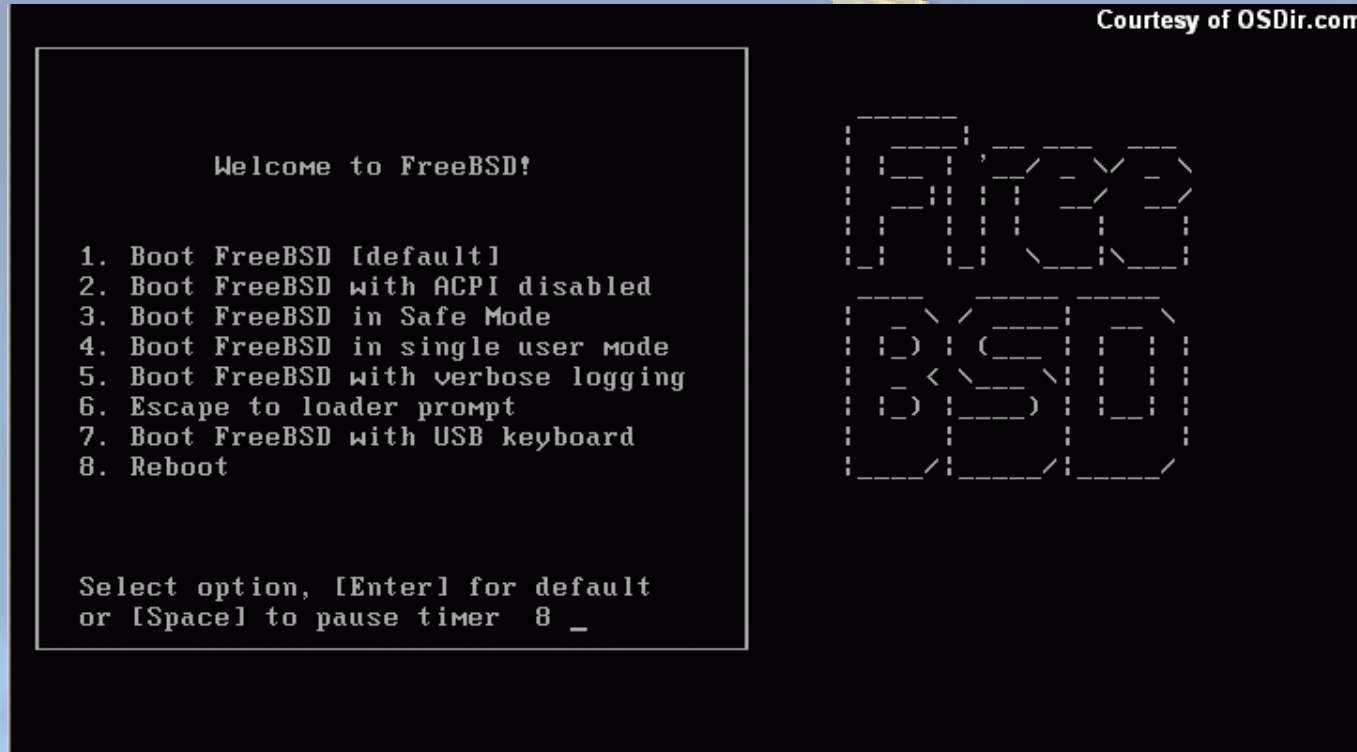 Courtesy of OSDir.com
Welcome to FreeBSD!
1. Boot FreeBSD [default]
2. Boot FreeBSD with ACPI disabled
3. Boot FreeBSD in Safe Mode
4. Boot FreeBSD in single user mode
5. Boot FreeBSD with verbose logging
6. Escape to loader prompt
7. Boot FreeBSD with USB keyboard
8. Reboot
Select option, [Enter] for default
or [Space] to pause timer 8 _
Free
BSD